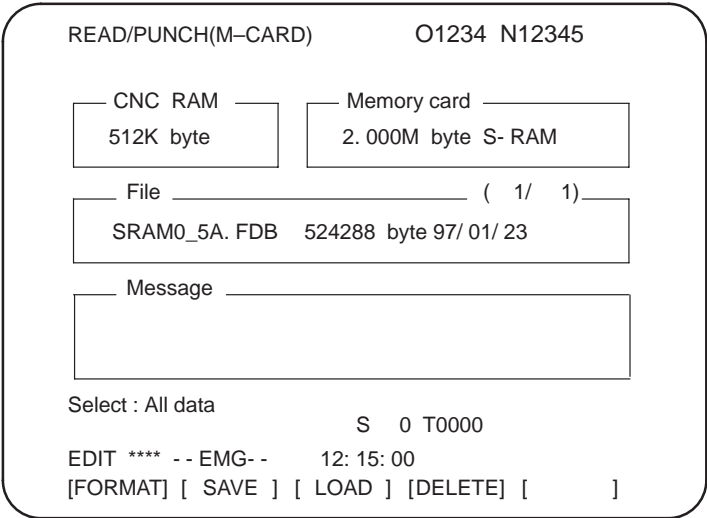 READ/PUNCH(M–CARD) O1234 N12345
CNC RAM Memory card
512K byte 2. 000M byte S- RAM
File ( 1/ 1)
SRAM0_5A. FDB 524288 byte 97/ 01/ 23
Message
Select : All data
S 0 T0000
EDIT **** - - EMG- - 12: 15: 00
[FORMAT] [ SAVE ] [ LOAD ] [DELETE] [ ]